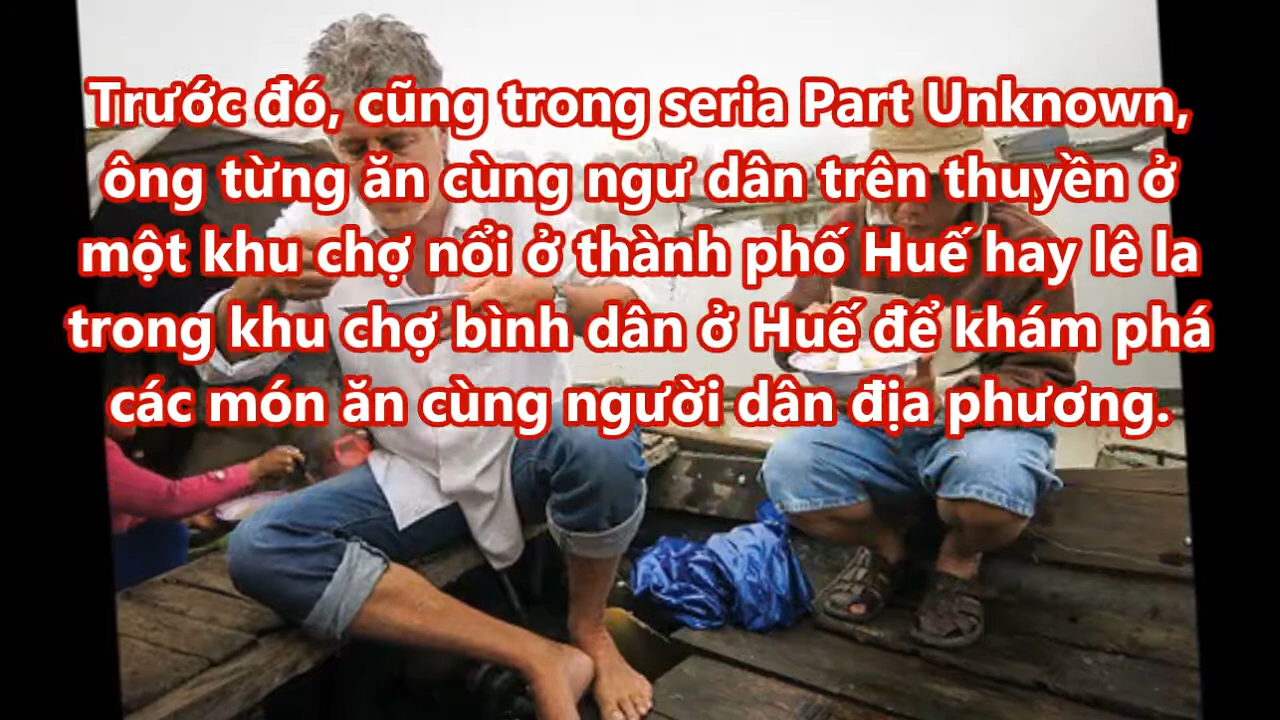 Trước đó, cũng trong seria Part Unknown,
ông từng ăn cùng ngư dân trên thuyền ở
một khu chợ nổi ở thành phố Huế hay lê la
trong khu chợ bình dân ở Huế để khám phá
các món ăn cùng người dân địa phương.